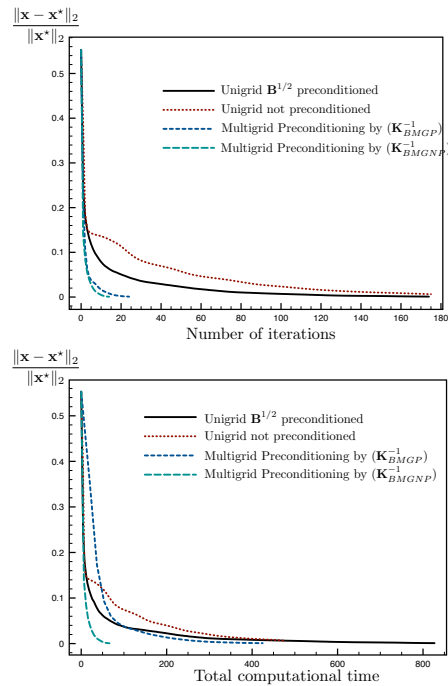 ‖x − x⋆‖₂
‖x⋆‖₂
0.5
0.4
0.3
0.2
0.1
0
Unigrid B^{1/2} preconditioned
Unigrid not preconditioned
Multigrid Preconditioning by (K^{-1}_{BMGP})
Multigrid Preconditioning by (K^{-1}_{BMGNP})
0 20 40 60 80 100 120 140 160 180
Number of iterations
‖x − x⋆‖₂
‖x⋆‖₂
0.5
0.4
0.3
0.2
0.1
0
Unigrid B^{1/2} preconditioned
Unigrid not preconditioned
Multigrid Preconditioning by (K^{-1}_{BMGP})
Multigrid Preconditioning by (K^{-1}_{BMGNP})
0 200 400 600 800
Total computational time